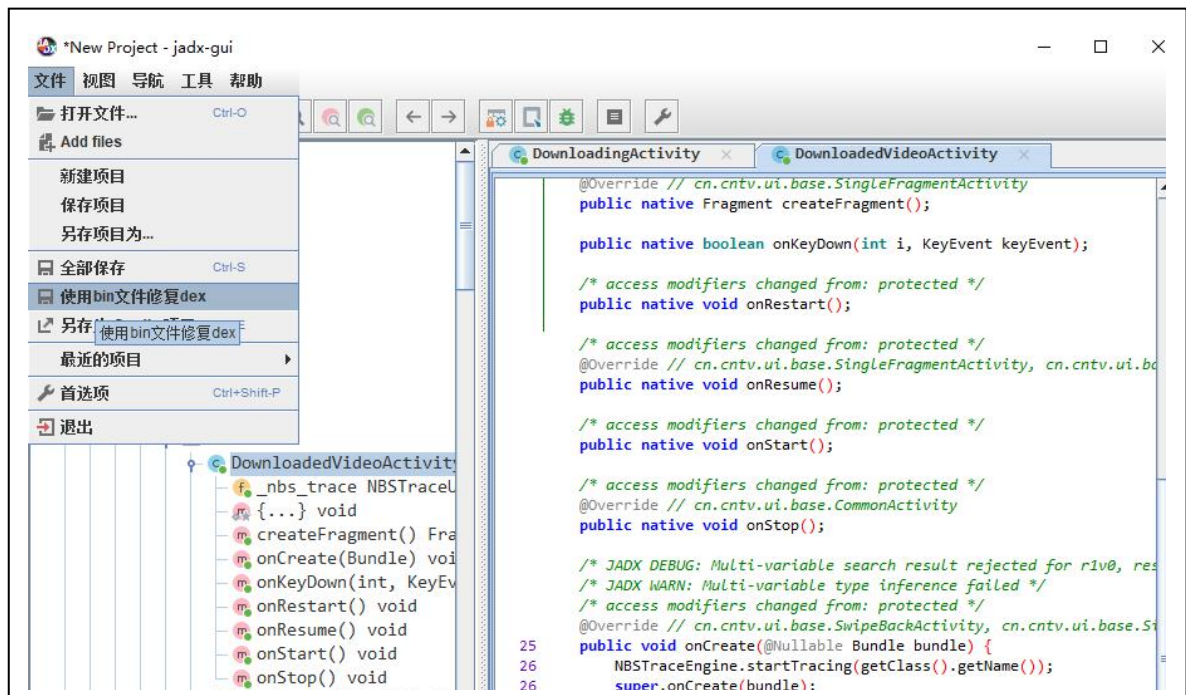 *New Project - jadx-gui
文件 视图 导航 工具 帮助
打开文件... Ctrl-O
Add files
新建项目
保存项目
另存项目为...
全部保存 Ctrl-S
使用bin文件修复dex
另存
使用bin文件修复dex
最近的项目
首选项 Ctrl+Shift-P
退出
DownloadedVideoActivity
_nbs_trace NBSTraceU
{...} void
createFragment() Fra
onCreate(Bundle) voi
onKeyDown(int, KeyEv
onRestart() void
onResume() void
onStart() void
onStop() void
DownloadingActivity DownloadedVideoActivity
@Override // cn.cntv.ui.base.SingleFragmentActivity
public native Fragment createFragment();
public native boolean onKeyDown(int i, KeyEvent keyEvent);
/* access modifiers changed from: protected */
public native void onRestart();
/* access modifiers changed from: protected */
@Override // cn.cntv.ui.base.SingleFragmentActivity, cn.cntv.ui.ba
public native void onResume();
/* access modifiers changed from: protected */
public native void onStart();
/* access modifiers changed from: protected */
@Override // cn.cntv.ui.base.CommonActivity
public native void onStop();
/* JADX DEBUG: Multi-variable search result rejected for r1v0, res
/* JADX WARN: Multi-variable type inference failed */
/* access modifiers changed from: protected */
@Override // cn.cntv.ui.base.SwipeBackActivity, cn.cntv.ui.base.Si
25 public void onCreate(@Nullable Bundle bundle) {
26 NBSTraceEngine.startTracing(getClass().getName());
26 super.onCreate(bundle);